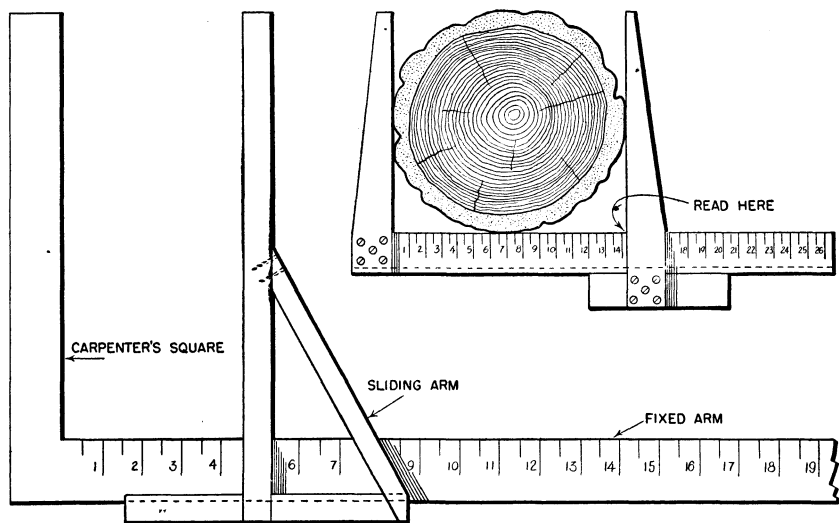 READ HERE
1 2 3 4 5 6 7 8 9 10 11 12 13 14 18 19 20 21 22 23 24 25 26
CARPENTER'S SQUARE
SLIDING ARM
FIXED ARM
1 2 3 4 6 7 9 10 11 12 13 14 15 16 17 18 19